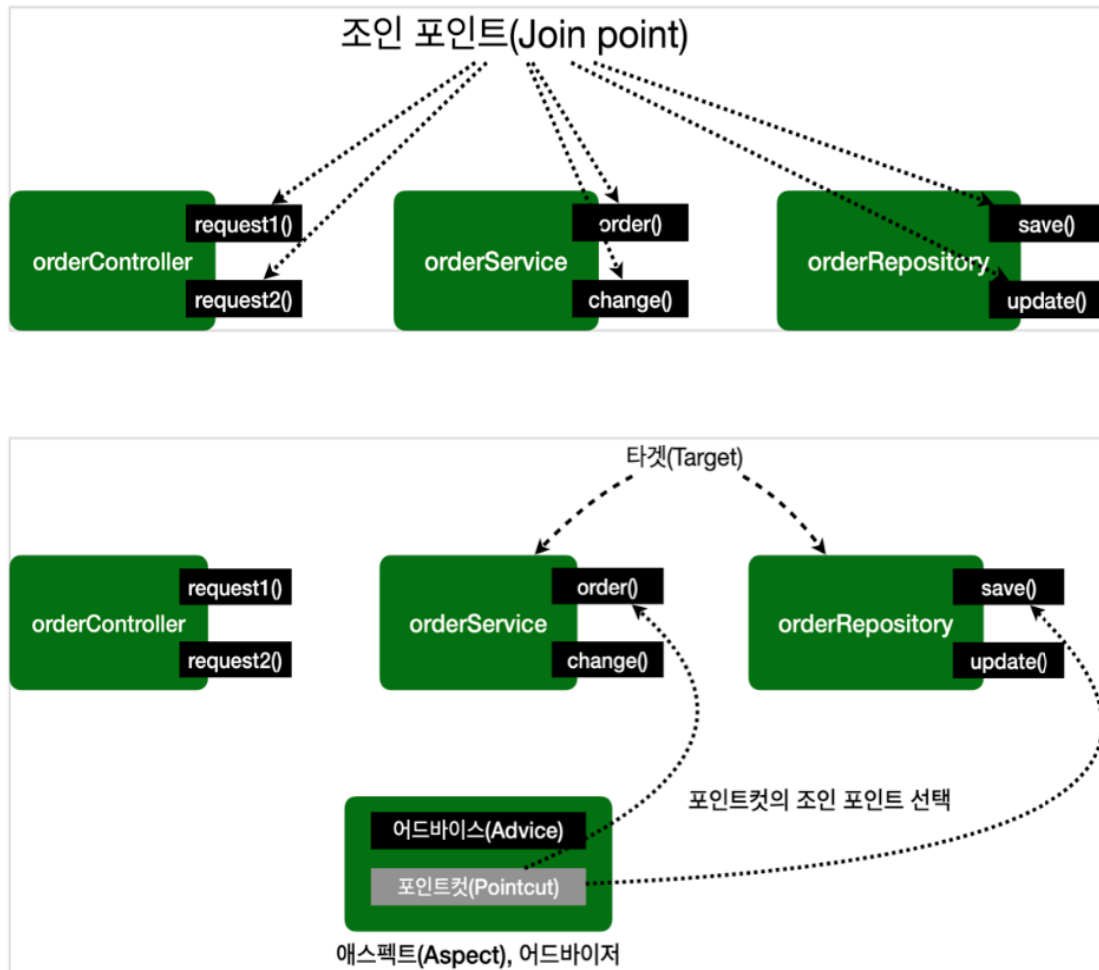 조인 포인트(Join point)
request1()
orderController
request2()
order()
orderService
change()
save()
orderRepository
update()
타겟(Target)
request1()
orderController
request2()
order()
orderService
change()
save()
orderRepository
update()
포인트컷의 조인 포인트 선택
어드바이스(Advice)
포인트컷(Pointcut)
애스펙트(Aspect), 어드바이저